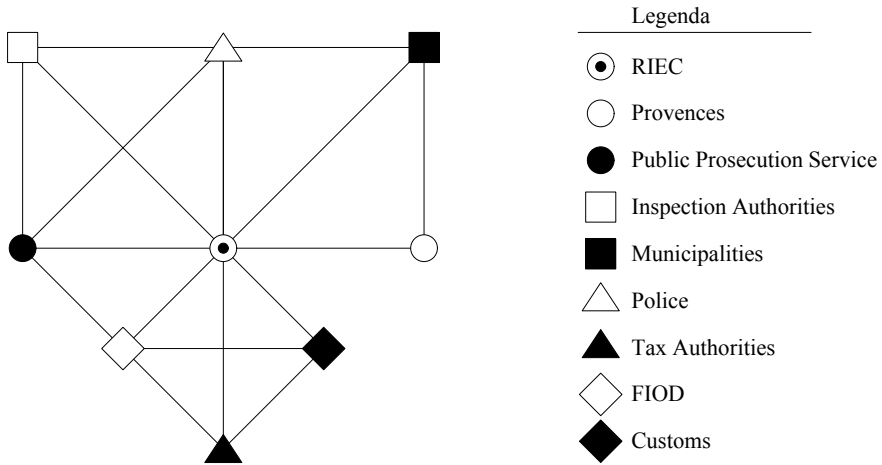 Legenda
RIEC
Provences
Public Prosecution Service
Inspection Authorities
Municipalities
Police
Tax Authorities
FIOD
Customs